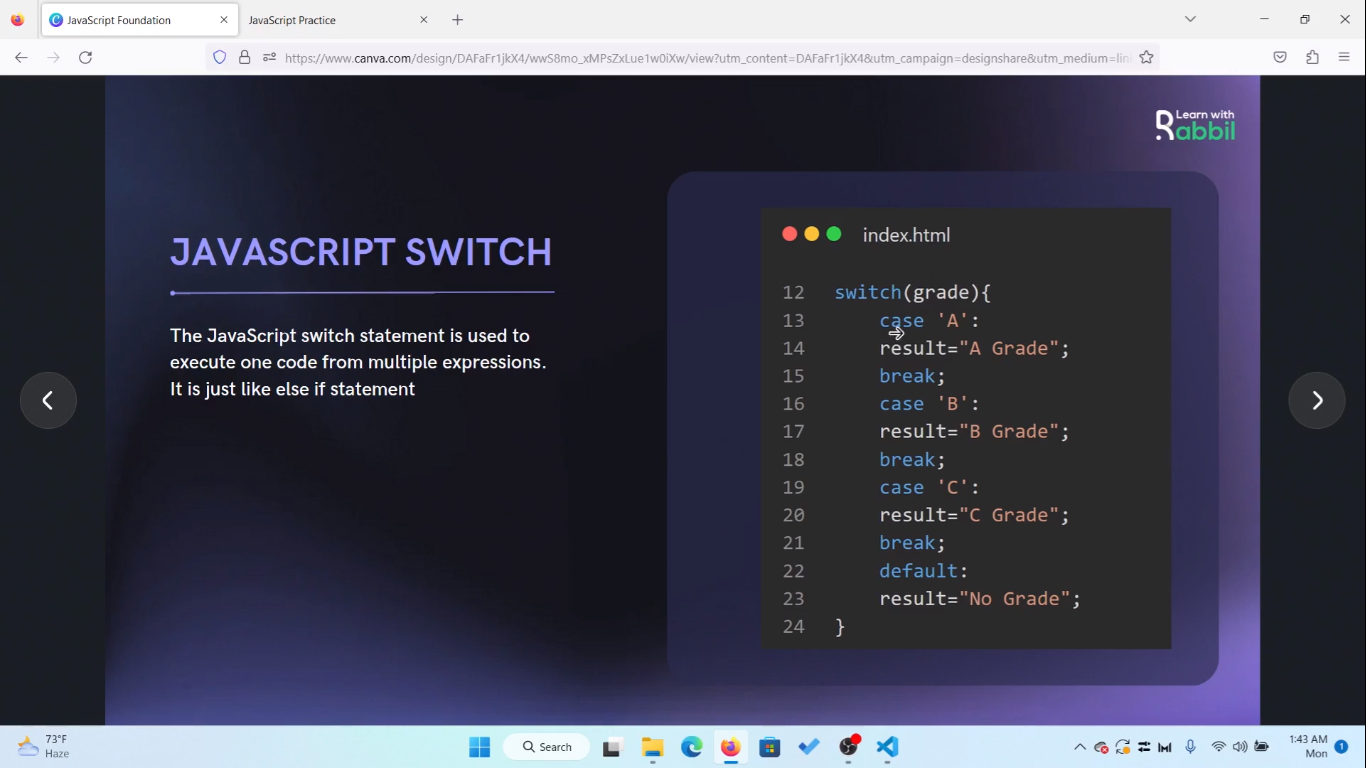 JavaScript Foundation
JavaScript Practice
https://www.canva.com/design/DAFaFr1jkX4/wwS8mo_xMPsZxLue1w0iXw/view?utm_content=DAFaFr1jkX4&utm_campaign=designshare&utm_medium=lin
Learn with
Rabbil
JAVASCRIPT SWITCH
The JavaScript switch statement is used to
execute one code from multiple expressions.
It is just like else if statement
index.html
12 switch(grade){
13 case 'A':
14 result="A Grade";
15 break;
16 case 'B':
17 result="B Grade";
18 break;
19 case 'C':
20 result="C Grade";
21 break;
22 default:
23 result="No Grade";
24 }
73°F
Haze
Search
1:43 AM
Mon
1